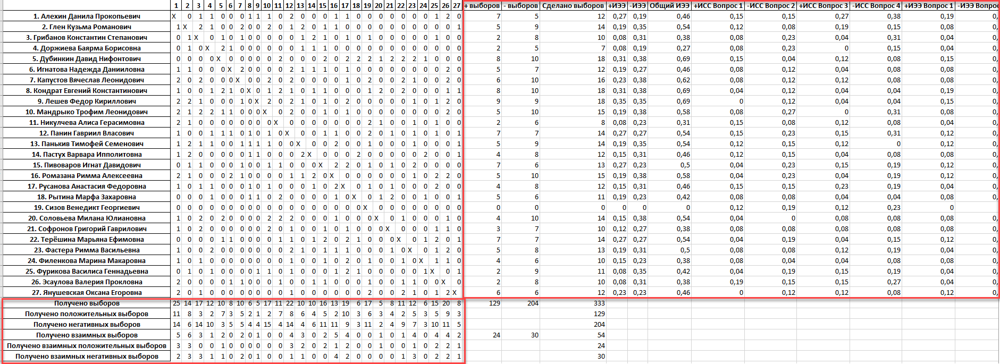 1 2 3 4 5 6 7 8 9 10 11 12 13 14 15 16 17 18 19 20 21 22 23 24 25 26 27 + выборов - выборов Сделано выборов +ИЭЭ -ИЭЭ Общий ИЭЭ +ИСС Вопрос 1 -ИСС Вопрос 2 +ИСС Вопрос 3 -ИСС Вопрос 4 +ИЭЭ Вопрос 1 -ИЭЭ Вопрос
1. Алехин Данила Прокопьевич X 0 1 1 0 0 0 1 1 1 0 2 0 0 0 1 1 0 0 0 0 0 0 0 1 2 0 7 5 12 0,27 0,19 0,46 0,15 0,15 0,27 0,38 0,19 0,
2. Глен Кузьма Романович 1 X 2 1 0 0 2 0 0 2 0 1 2 0 1 1 0 0 0 0 0 0 0 0 0 0 1 5 9 14 0,19 0,35 0,54 0,12 0,08 0,19 0,15 0,08 0,
3. Грибанов Константин Степанович 0 1 X 0 1 0 1 0 0 0 0 0 1 2 1 0 1 0 1 0 0 0 0 0 1 0 0 2 8 10 0,08 0,31 0,38 0,08 0,23 0,04 0,31 0,04 0,
4. Доржиева Баярма Борисовна 0 1 0 X 2 1 0 0 0 0 0 0 1 1 1 0 0 0 0 0 0 0 0 0 0 0 0 2 5 7 0,08 0,19 0,27 0,08 0,23 0 0,15 0,04 0,
5. Дубинкин Давид Нифонтович 0 0 0 0 X 0 0 0 0 0 2 0 0 0 2 0 2 2 2 1 2 2 2 1 0 0 0 8 10 18 0,31 0,38 0,69 0,15 0,04 0,12 0,08 0,15 0,
6. Игнатова Надежда Данииловна 1 1 0 0 0 X 2 0 0 0 0 2 1 1 1 0 1 0 0 0 0 0 0 0 0 2 0 5 7 12 0,19 0,27 0,46 0,08 0,12 0,04 0,08 0,08 0,
7. Капустов Вячеслав Леонидович 2 0 2 0 0 0 X 0 0 2 0 2 0 0 0 0 1 0 2 0 0 2 1 0 0 2 0 6 10 16 0,23 0,38 0,62 0,08 0,12 0,12 0,08 0,08 0,
8. Кондрат Евгений Константинович 1 0 0 1 2 1 0 X 0 1 2 1 0 1 1 0 0 0 1 2 0 2 0 0 0 1 1 8 10 18 0,31 0,38 0,69 0,04 0,12 0,04 0,04 0,19 0,
9. Лешев Федор Кириллович 2 2 1 0 0 0 1 0 X 2 0 2 1 0 1 0 2 0 0 0 0 0 1 0 1 2 0 9 9 18 0,35 0,35 0,69 0 0,12 0,04 0,04 0,15 0,
10. Мандрыко Трофим Леонидович 2 1 2 2 1 1 0 0 0 X 0 2 0 0 1 0 1 0 0 0 0 0 0 0 0 2 0 5 10 15 0,19 0,38 0,58 0,08 0,27 0 0,31 0,08 0,
11. Никулчева Алиса Герасимовна 2 1 0 0 0 0 0 0 0 0 X 0 0 0 0 0 0 0 2 1 0 0 1 0 1 0 0 2 6 8 0,08 0,23 0,31 0,15 0,08 0,12 0,08 0,04 0,
12. Панин Гавриил Власович 1 0 0 1 1 1 0 1 0 1 0 X 0 0 1 1 0 0 2 0 1 0 1 0 1 0 1 7 7 14 0,27 0,27 0,54 0,15 0,23 0,15 0,31 0,12 0,
13. Панькив Тимофей Семенович 1 2 1 1 0 0 1 1 1 1 0 0 X 0 0 2 0 0 1 0 0 0 1 0 0 0 1 5 9 14 0,19 0,35 0,54 0,12 0,15 0,12 0 0,12 0,
14. Пастух Варвара Ипполитовна 1 2 0 0 0 0 0 1 1 0 0 0 2 X 0 0 0 2 0 0 0 0 0 2 0 0 1 4 8 12 0,15 0,31 0,46 0,12 0,15 0,04 0,08 0,08 0,
15. Пивоваров Игнат Давидович 0 1 1 0 0 0 1 0 0 1 1 0 0 0 X 2 2 0 1 0 1 0 2 0 0 0 0 7 6 13 0,27 0,23 0,5 0,04 0,23 0,15 0,19 0,12 0,
16. Ромазана Римма Алексеевна 2 1 0 0 0 2 1 0 0 0 0 1 1 2 0 X 0 0 0 0 0 0 1 0 2 2 0 5 10 15 0,19 0,38 0,58 0,04 0,23 0,04 0,15 0,12 0,
17. Русанова Анастасия Федоровна 1 0 1 1 0 0 0 1 0 1 0 0 0 1 0 2 X 0 1 0 1 0 0 0 2 0 0 4 8 12 0,15 0,31 0,46 0,15 0,15 0,23 0,19 0,04 0,
18. Рытина Марфа Захаровна 0 0 0 1 0 0 0 1 1 0 2 0 0 0 0 1 0 X 0 1 2 0 0 1 0 0 1 5 6 11 0,19 0,23 0,42 0,08 0,08 0,04 0,04 0,08 0,
19. Сизов Венедикт Георгиевич 0 0 0 0 0 0 0 0 0 0 0 0 0 0 0 0 0 0 X 0 0 0 0 0 0 0 0 0 0 0 0 0 0 0,12 0,19 0,12 0,23 0 0,
20. Соловьева Милана Юлиановна 1 0 2 0 2 0 0 0 2 2 2 0 0 0 0 1 0 0 0 X 0 1 0 0 0 1 0 4 10 14 0,15 0,38 0,54 0,04 0 0,08 0,08 0,08 0,
21. Софронов Григорий Гаврилович 1 0 2 0 0 0 0 0 0 2 0 1 0 0 1 0 1 0 0 0 X 0 0 0 1 1 0 3 7 10 0,12 0,27 0,38 0,08 0,08 0,08 0,08 0,08 0,
22. Терёшина Марьяна Ефимовна 0 0 0 0 1 1 0 0 0 0 1 1 0 1 2 0 2 1 0 0 0 X 0 1 2 0 1 7 7 14 0,27 0,27 0,54 0,04 0,19 0,04 0,15 0,12 0,
23. Фастера Римма Васильевна 1 0 0 2 0 0 0 0 0 0 0 2 1 0 1 1 1 0 0 0 1 0 X 0 1 2 0 5 8 13 0,19 0,31 0,5 0,08 0,08 0,12 0,19 0,04 0,
24. Филенкова Марина Макаровна 1 0 1 0 0 0 0 0 0 0 0 1 0 0 1 0 2 0 1 0 0 1 0 X 1 1 0 4 6 10 0,15 0,23 0,38 0,08 0,04 0,04 0,08 0,08 0,
25. Фурикова Василиса Геннадьевна 0 1 0 1 0 0 0 0 1 1 0 1 0 1 0 1 2 1 0 0 0 0 0 1 X 0 1 2 9 11 0,08 0,35 0,42 0,04 0,19 0,12 0,19 0,04 0,
26. Эсаулова Валерия Прокловна 2 0 0 0 0 1 1 0 0 0 1 0 0 1 1 0 0 0 1 0 0 1 1 0 0 X 0 2 8 10 0,08 0,31 0,38 0,19 0,15 0,15 0,27 0,04 0,
27. Янушевская Оксана Егоровна 2 0 1 0 0 0 0 0 0 0 0 1 0 0 0 0 0 0 2 0 0 2 1 0 1 2 X 6 6 12 0,23 0,23 0,46 0 0,12 0,12 0,08 0,12 0,
Получено выборов 25 14 17 12 10 8 10 6 5 17 11 22 10 10 16 13 19 6 17 5 8 11 12 6 15 20 8 129 204 333
Получено положительных выборов 11 8 3 2 7 3 5 2 1 2 7 8 6 4 5 2 10 3 6 3 4 2 5 3 5 9 3 129
Получено негативных выборов 14 6 14 10 3 5 5 4 4 15 4 14 4 6 11 11 9 3 11 2 4 9 7 3 10 11 5 204
Получено взаимных выборов 5 6 3 1 2 0 2 0 1 0 0 4 3 0 2 5 4 0 0 1 0 1 4 0 4 4 2 24 30 54
Получено взаимных положительных выборов 3 3 0 0 1 0 0 0 0 0 0 3 2 0 2 1 2 0 0 1 0 0 1 0 2 2 1 24
Получено взаимных негативных выборов 2 3 3 1 1 0 2 0 1 0 0 1 1 0 0 4 2 0 0 0 0 1 3 0 2 2 1 30